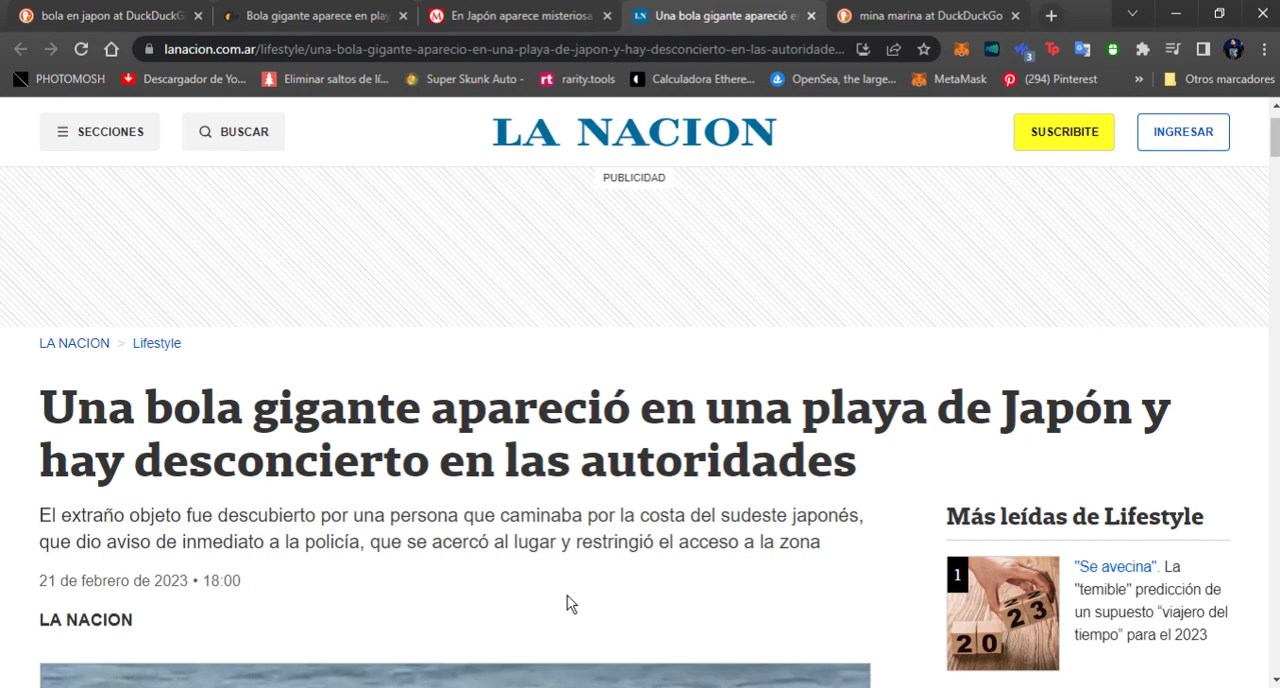 bola en japon at DuckDuckG
Bola gigante aparece en play
En Japón aparece misteriosa
Una bola gigante apareció e
mina marina at DuckDuckGo
lanacion.com.ar/lifestyle/una-bola-gigante-aparecio-en-una-playa-de-japon-y-hay-desconcierto-en-las-autoridade...
PHOTOMOSH
Descargador de Yo...
Eliminar saltos de lí...
Super Skunk Auto -
rarity.tools
Calculadora Ethere...
OpenSea, the large...
MetaMask
(294) Pinterest
»
Otros marcadores
SECCIONES
BUSCAR
LA NACION
SUSCRIBITE
INGRESAR
PUBLICIDAD
LA NACION > Lifestyle
Una bola gigante apareció en una playa de Japón y
hay desconcierto en las autoridades
El extraño objeto fue descubierto por una persona que caminaba por la costa del sudeste japonés,
que dio aviso de inmediato a la policía, que se acercó al lugar y restringió el acceso a la zona
21 de febrero de 2023 • 18:00
LA NACION
Más leídas de Lifestyle
1
20
23
"Se avecina". La
"temible" predicción de
un supuesto “viajero del
tiempo” para el 2023